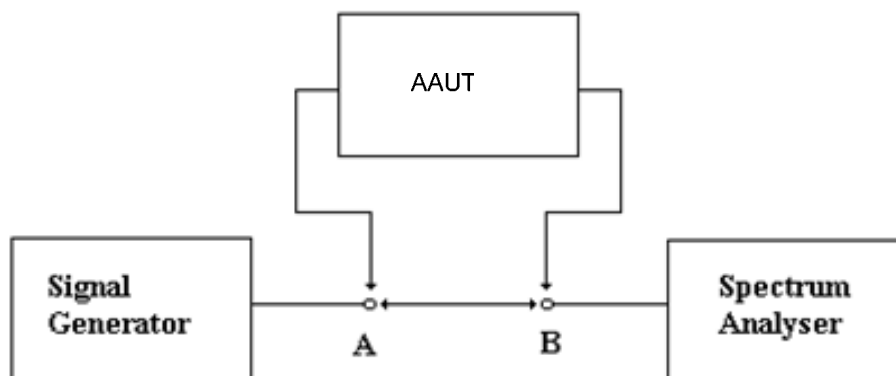 AAUT
Signal
Generator
A
B
Spectrum
Analyser